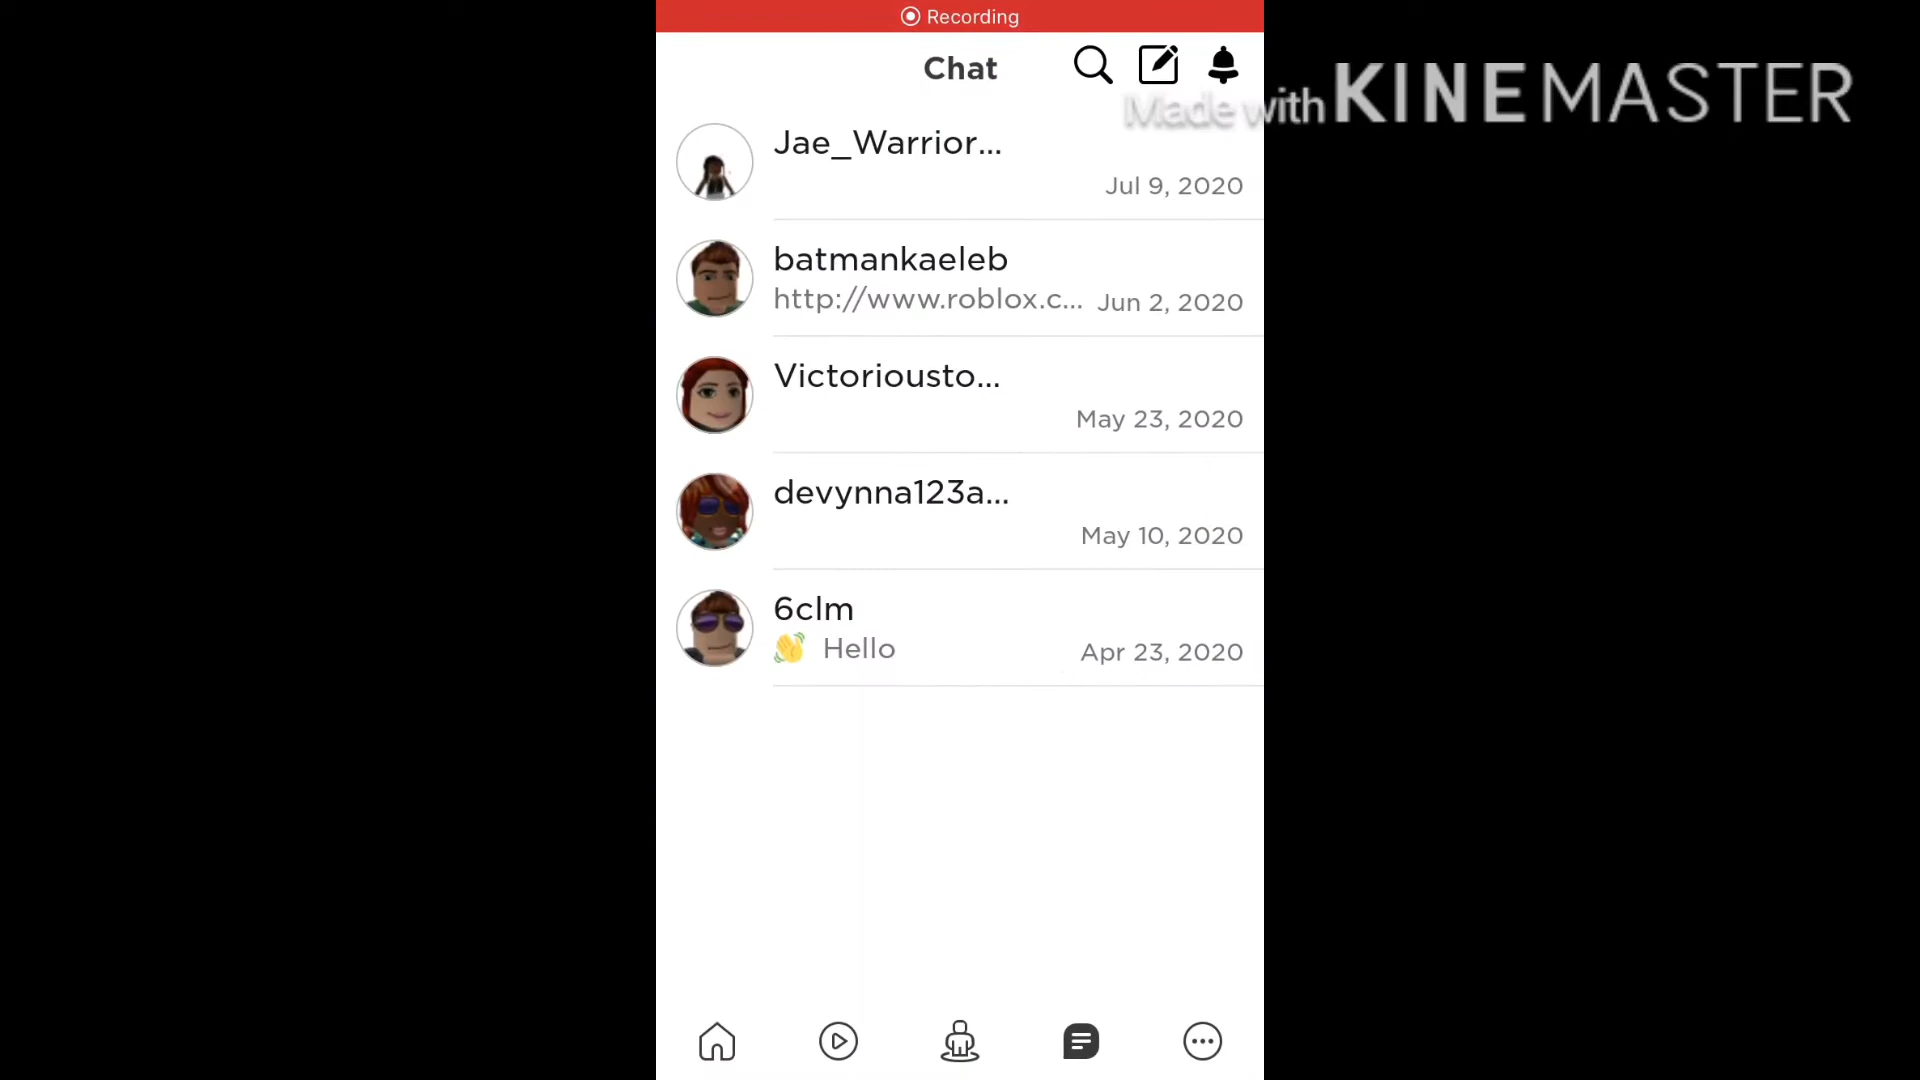 Recording
Chat
Made with KINEMASTER
Jae_Warrior...
Jul 9, 2020
batmankaeleb
http://www.roblox.c... Jun 2, 2020
Victoriousto...
May 23, 2020
devynna123a...
May 10, 2020
6clm
👋 Hello Apr 23, 2020